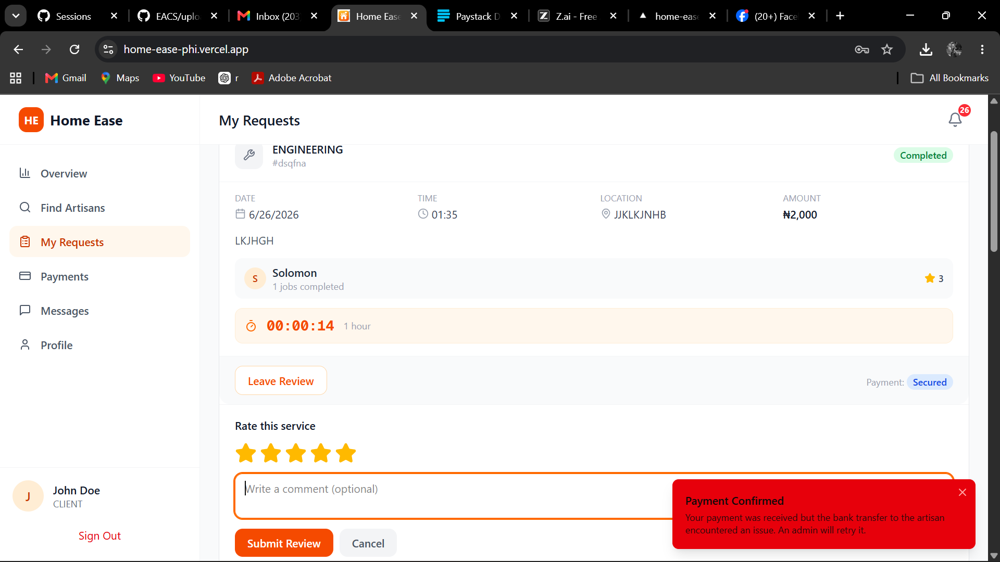 Sessions
EACS/uplo
Inbox (203
Home Ease
Paystack D
Z.ai - Free
home-ease
(20+) Face
home-ease-phi.vercel.app
Gmail
Maps
YouTube
r
Adobe Acrobat
All Bookmarks
HE
Home Ease
My Requests
26
Overview
Find Artisans
My Requests
Payments
Messages
Profile
J
John Doe
CLIENT
Sign Out
ENGINEERING
#dsqfna
Completed
DATE
TIME
LOCATION
AMOUNT
6/26/2026
01:35
JJKLKJNHB
₦2,000
LKJHGH
S
Solomon
1 jobs completed
3
00:00:14
1 hour
Leave Review
Payment:
Secured
Rate this service
Write a comment (optional)
Submit Review
Cancel
Payment Confirmed
Your payment was received but the bank transfer to the artisan
encountered an issue. An admin will retry it.